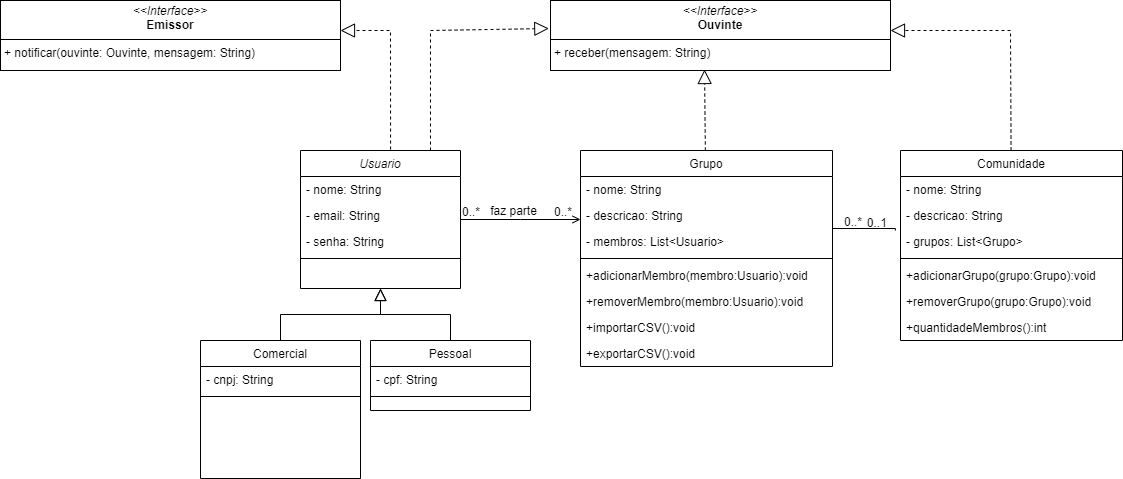 <<Interface>>
Emissor
+ notificar(ouvinte: Ouvinte, mensagem: String)
<<Interface>>
Ouvinte
+ receber(mensagem: String)
Usuario
- nome: String
- email: String
- senha: String
0..* faz parte 0..*
Grupo
- nome: String
- descricao: String
- membros: List<Usuario>
+adicionarMembro(membro:Usuario):void
+removerMembro(membro:Usuario):void
+importarCSV():void
+exportarCSV():void
0..* 0..1
Comunidade
- nome: String
- descricao: String
- grupos: List<Grupo>
+adicionarGrupo(grupo:Grupo):void
+removerGrupo(grupo:Grupo):void
+quantidadeMembros():int
Comercial
- cnpj: String
Pessoal
- cpf: String